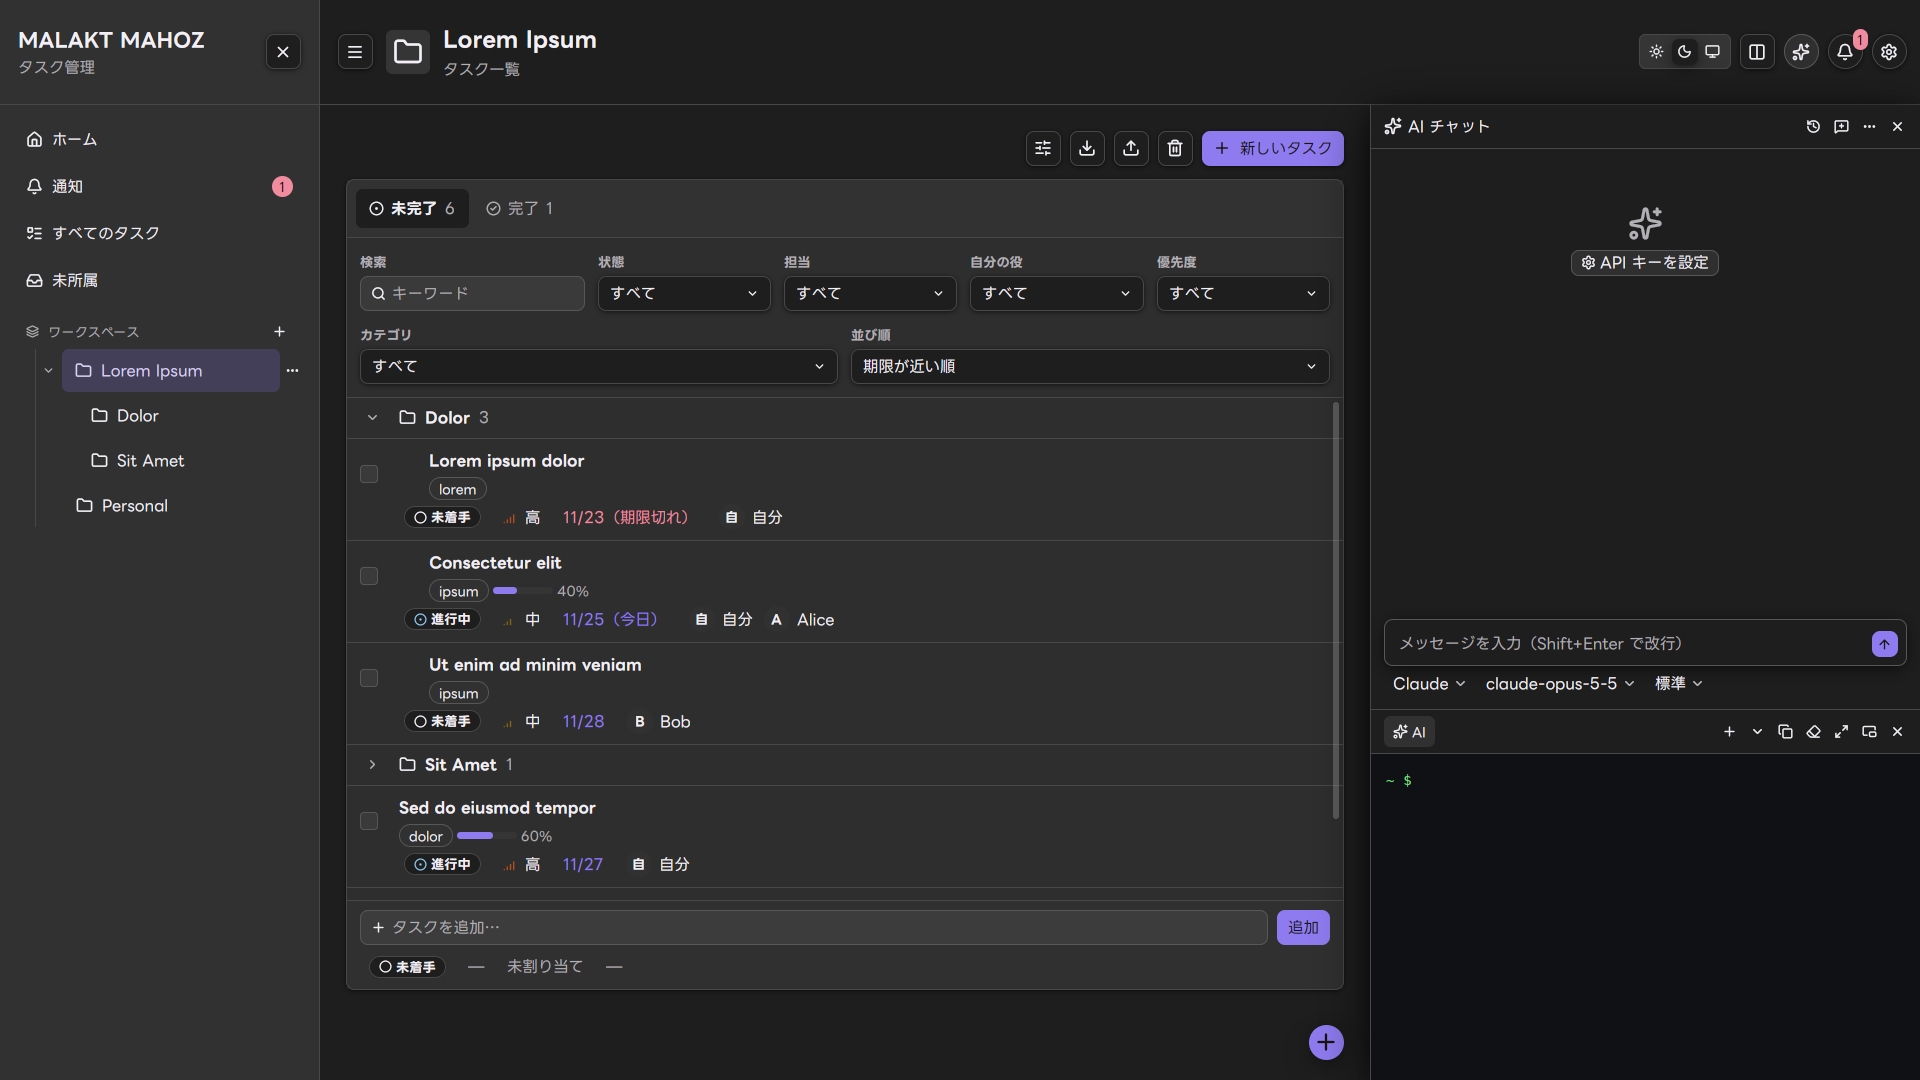 MALAKT MAHOZ
タスク管理
ホーム
通知 1
すべてのタスク
未所属
ワークスペース
Lorem Ipsum
Dolor
Sit Amet
Personal
Lorem Ipsum
タスク一覧
1
新しいタスク
未完了 6 完了 1
検索 状態 担当 自分の役 優先度
キーワード すべて すべて すべて すべて
カテゴリ 並び順
すべて 期限が近い順
Dolor 3
Lorem ipsum dolor
lorem
未着手 高 11/23（期限切れ） 自 自分
Consectetur elit
ipsum 40%
進行中 中 11/25（今日） 自 自分 A Alice
Ut enim ad minim veniam
ipsum
未着手 中 11/28 B Bob
Sit Amet 1
Sed do eiusmod tempor
dolor 60%
進行中 高 11/27 自 自分
タスクを追加… 追加
未着手 — 未割り当て —
AI チャット
API キーを設定
メッセージを入力（Shift+Enter で改行）
Claude claude-opus-5-5 標準
AI
~ $